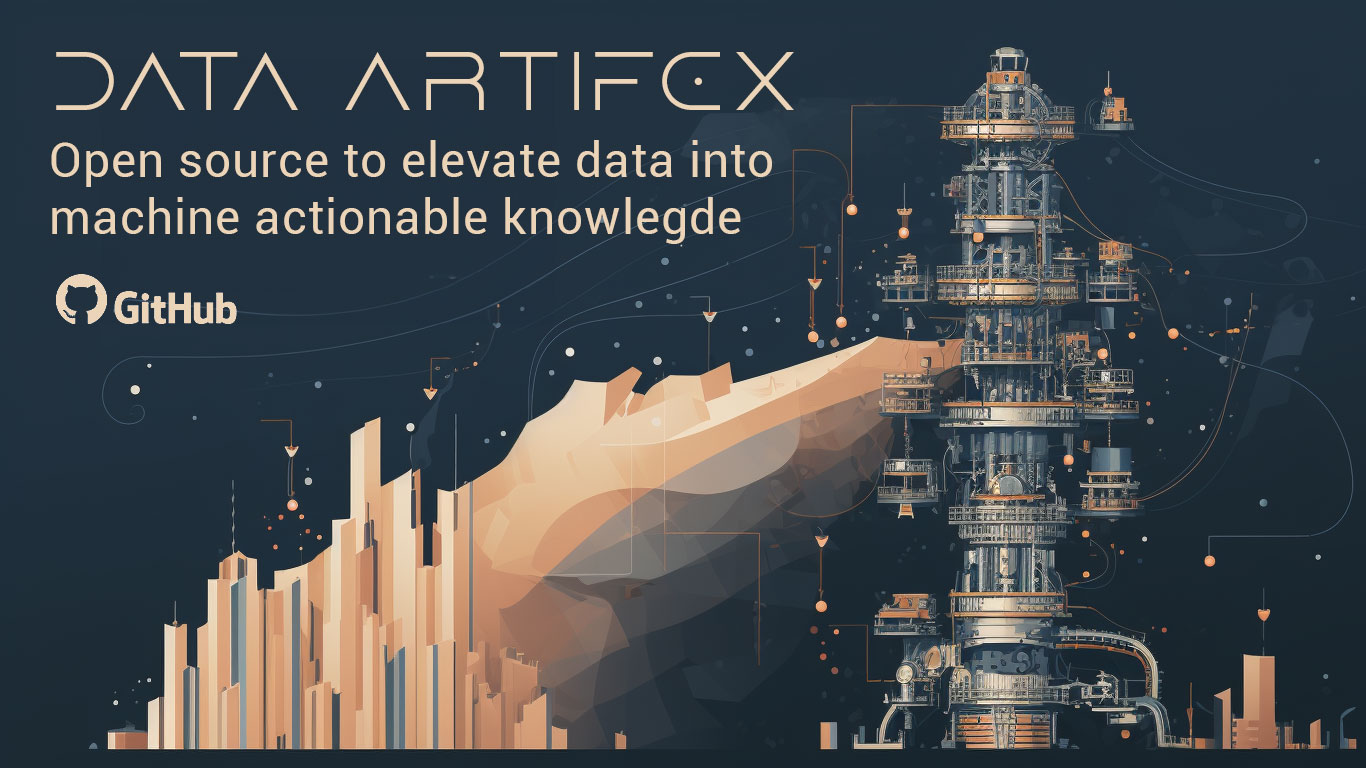 DATA ARTIFEX
Open source to elevate data into
machine actionable knowlegde
GitHub